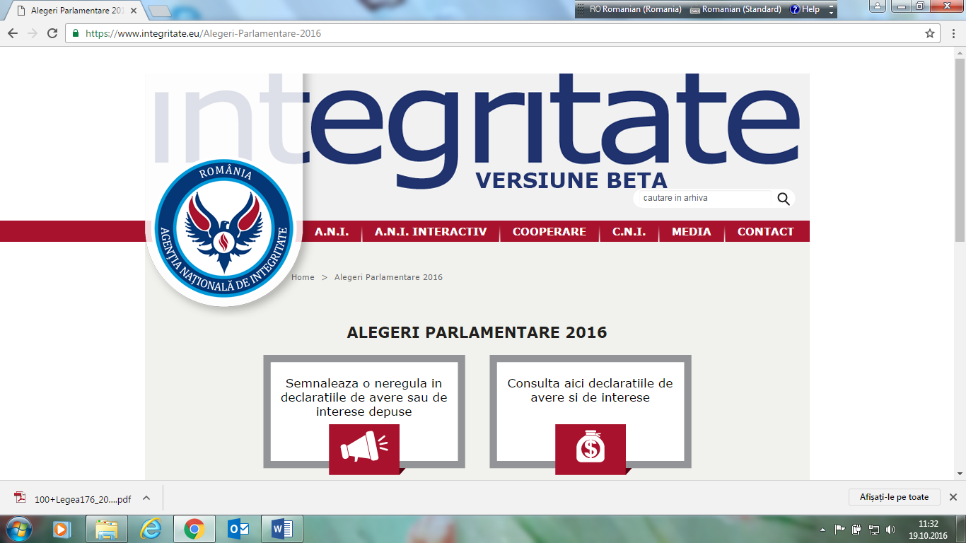 Alegeri Parlamentare 201
RO Romanian (Romania) Romanian (Standard) Help
https://www.integritate.eu/Alegeri-Parlamentare-2016
integritate
VERSIUNE BETA
cautare in arhiva
ROMÂNIA
AGENȚIA NAȚIONALĂ DE INTEGRITATE
A.N.I. A.N.I. INTERACTIV COOPERARE C.N.I. MEDIA CONTACT
Home > Alegeri Parlamentare 2016
ALEGERI PARLAMENTARE 2016
Semnaleaza o neregula in
declaratiile de avere sau de
interese depuse
Consulta aici declaratiile de
avere si de interese
100+Legea176_20....pdf
Afișați-le pe toate
11:32
19.10.2016